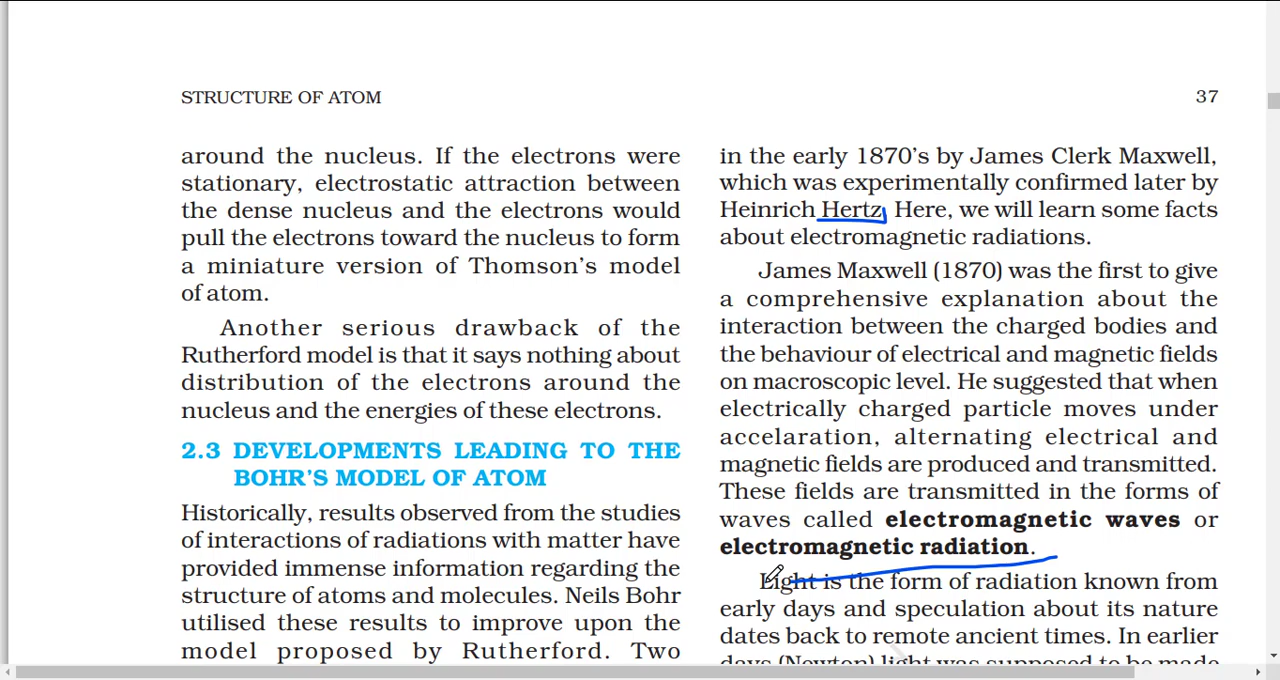 STRUCTURE OF ATOM
37
around the nucleus. If the electrons were
stationary, electrostatic attraction between
the dense nucleus and the electrons would
pull the electrons toward the nucleus to form
a miniature version of Thomson's model
of atom.
Another serious drawback of the
Rutherford model is that it says nothing about
distribution of the electrons around the
nucleus and the energies of these electrons.
2.3 DEVELOPMENTS LEADING TO THE
BOHR'S MODEL OF ATOM
Historically, results observed from the studies
of interactions of radiations with matter have
provided immense information regarding the
structure of atoms and molecules. Neils Bohr
utilised these results to improve upon the
model proposed by Rutherford. Two
in the early 1870's by James Clerk Maxwell,
which was experimentally confirmed later by
Heinrich Hertz. Here, we will learn some facts
about electromagnetic radiations.
James Maxwell (1870) was the first to give
a comprehensive explanation about the
interaction between the charged bodies and
the behaviour of electrical and magnetic fields
on macroscopic level. He suggested that when
electrically charged particle moves under
accelaration, alternating electrical and
magnetic fields are produced and transmitted.
These fields are transmitted in the forms of
waves called electromagnetic waves or
electromagnetic radiation.
Light is the form of radiation known from
early days and speculation about its nature
dates back to remote ancient times. In earlier
days (Newton) light was supposed to be made